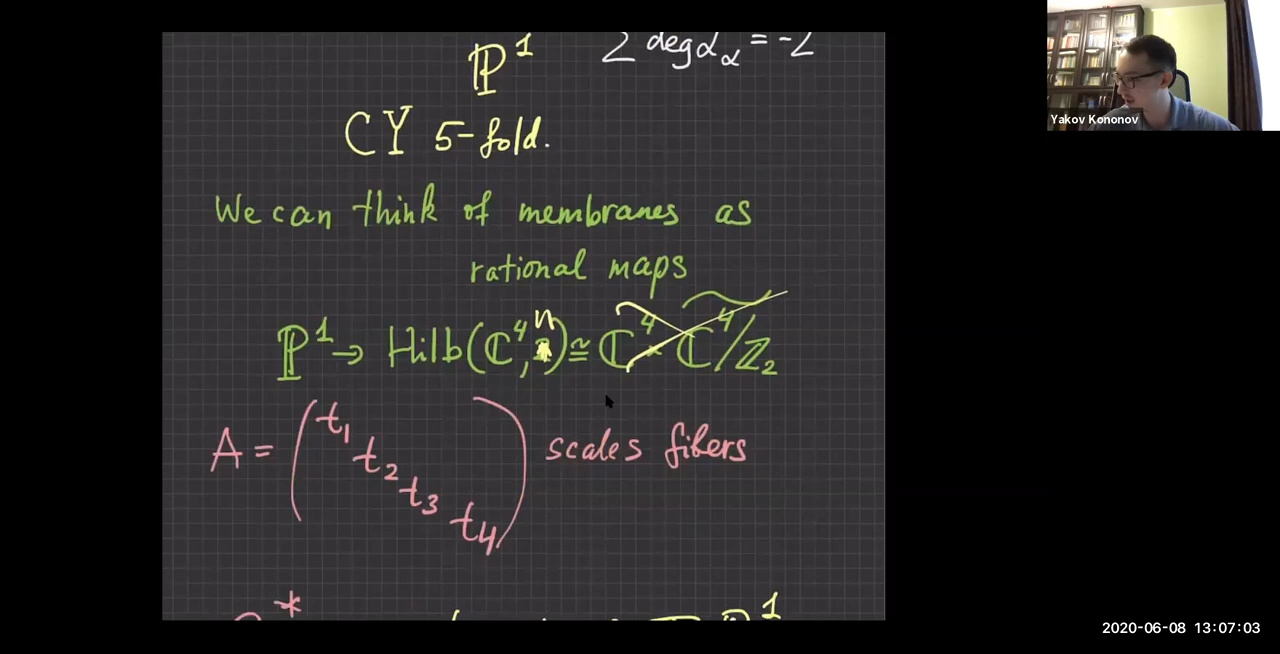 ℙ¹ Σ deg α_α = -2
CY 5-fold.
We can think of membranes as
rational maps
ℙ¹ → Hilb(ℂ⁴, n) ≅ ℂ⁴ × ℂ⁴/ℤ₂
A = (t₁ t₂ t₃ t₄) scales fibers
Yakov Kononov
2020-06-08 13:07:03